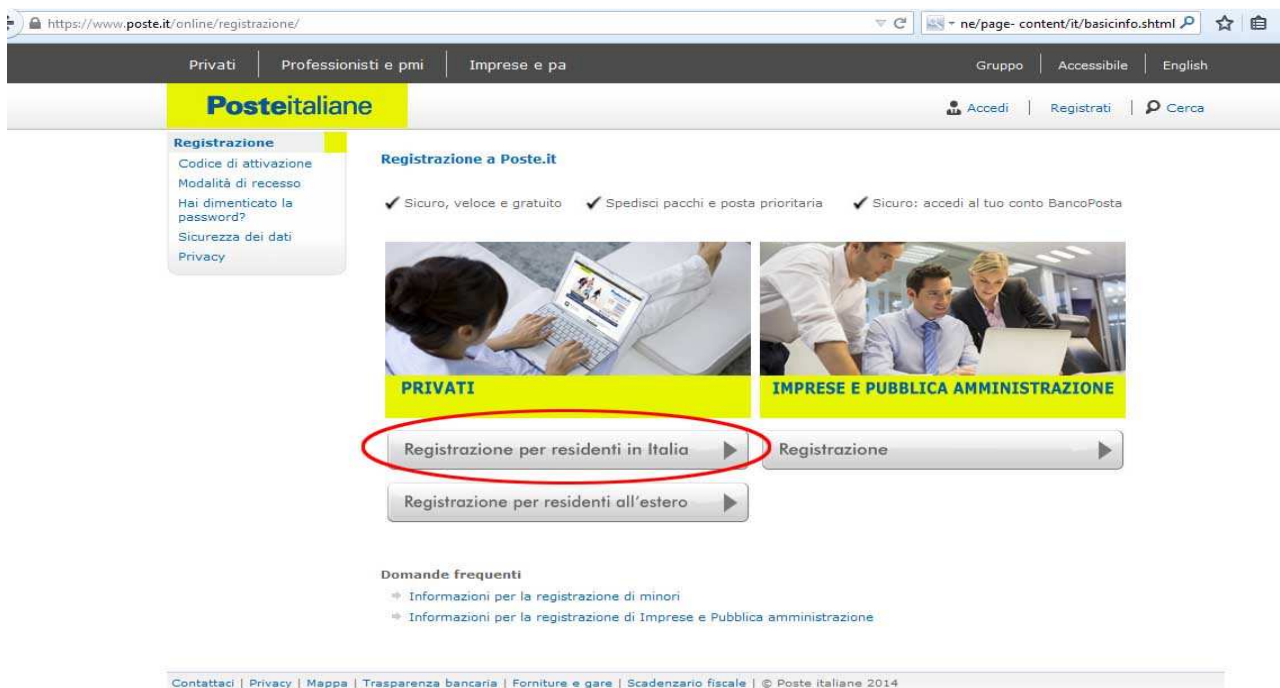 https://www.poste.it/online/registrazione/
ne/page- content/it/basicinfo.shtml
Privati
Professionisti e pmi
Imprese e pa
Gruppo
Accessibile
English
Posteitaliane
Accedi | Registrati | Cerca
Registrazione
Codice di attivazione
Modalità di recesso
Hai dimenticato la
password?
Sicurezza dei dati
Privacy
Registrazione a Poste.it
Sicuro, veloce e gratuito
Spedisci pacchi e posta prioritaria
Sicuro: accedi al tuo conto BancoPosta
PRIVATI
Registrazione per residenti in Italia
Registrazione per residenti all'estero
IMPRESE E PUBBLICA AMMINISTRAZIONE
Registrazione
Domande frequenti
Informazioni per la registrazione di minori
Informazioni per la registrazione di Imprese e Pubblica amministrazione
Contattaci | Privacy | Mappa | Trasparenza bancaria | Forniture e gare | Scadenzario fiscale | © Poste italiane 2014